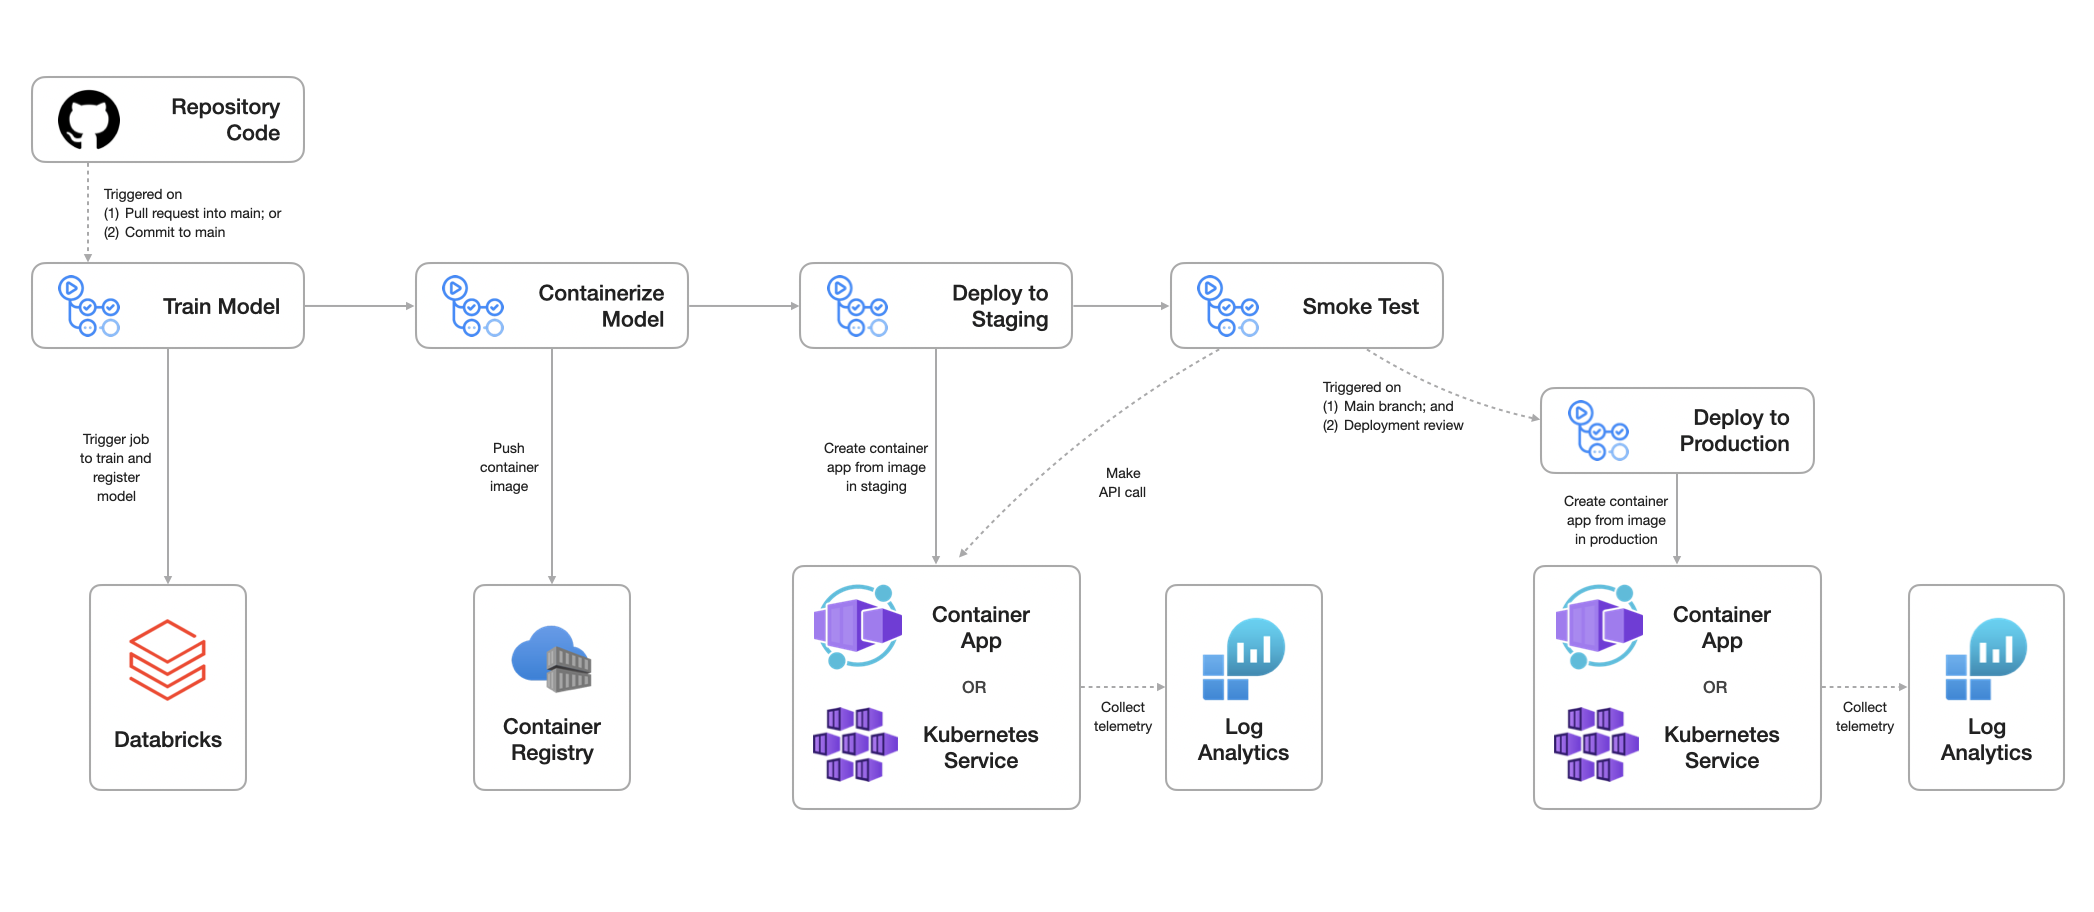 Repository
Code
Triggered on
(1) Pull request into main; or
(2) Commit to main
Train Model
Containerize
Model
Deploy to
Staging
Smoke Test
Triggered on
(1) Main branch; and
(2) Deployment review
Deploy to
Production
Trigger job
to train and
register
model
Push
container
image
Create container
app from image
in staging
Make
API call
Create container
app from image
in production
Databricks
Container
Registry
Container
App
OR
Kubernetes
Service
Collect
telemetry
Log
Analytics
Container
App
OR
Kubernetes
Service
Collect
telemetry
Log
Analytics